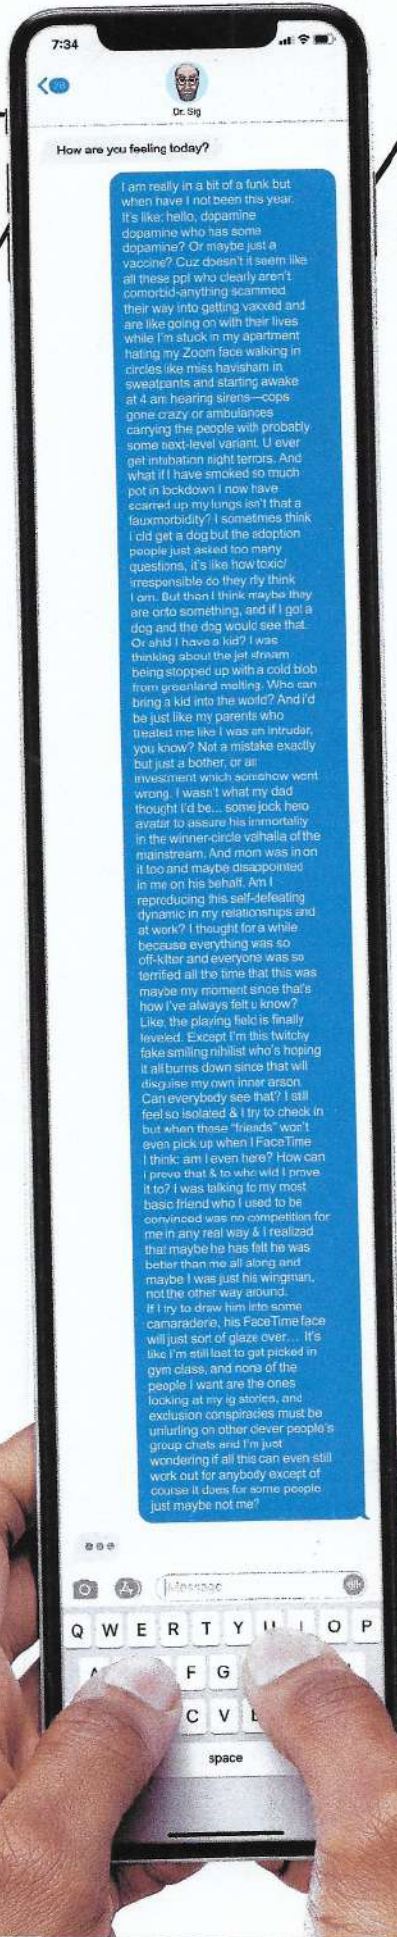 7:34
Dr. Sig
How are you feeling today?
I am really in a bit of a funk but
when have I not been this year.
It's like: hello, dopamine
dopamine who has some
dopamine? Or maybe just a
vaccine? Cuz doesn't it seem like
all these ppl who clearly aren't
comorbid-anything scammed
their way into getting vaxxed and
are like going on with their lives
while I'm stuck in my apartment
hating my Zoom face walking in
circles like miss havisham in
sweatpants and starting awake
at 4 am hearing sirens—cops
gone crazy or ambulances
carrying the people with probably
some next-level variant. U ever
get intubation night terrors. And
what if I have smoked so much
pot in lockdown I now have
scarred up my lungs isn't that a
fauxmorbidity? I sometimes think
i cld get a dog but the adoption
people just asked too many
questions, it's like how toxic/
irresponsible do they rly think
I am. But then I think maybe they
are onto something, and if I got a
dog and the dog would see that.
Or shld I have a kid? I was
thinking about the jet stream
being stopped up with a cold blob
from greenland melting. Who can
bring a kid into the world? And i'd
be just like my parents who
treated me like I was an intruder,
you know? Not a mistake exactly
but just a bother, or an
investment which somehow went
wrong. I wasn't what my dad
thought I'd be... some jock hero
avatar to assure his immortality
in the winner-circle valhalla of the
mainstream. And mom was in on
it too and maybe disappointed
in me on his behalf. Am I
reproducing this self-defeating
dynamic in my relationships and
at work? I thought for a while
because everything was so
off-kilter and everyone was so
terrified all the time that this was
maybe my moment since that's
how I've always felt u know?
Like, the playing field is finally
leveled. Except I'm this twitchy
fake smiling nihilist who's hoping
it all burns down since that will
disguise my own inner arson.
Can everybody see that? I still
feel so isolated & I try to check in
but when those "friends" won't
even pick up when I FaceTime
I think: am I even here? How can
i prove that & to who wld I prove
it to? I was talking to my most
basic friend who I used to be
convinced was no competition for
me in any real way & I realized
that maybe he has felt he was
better than me all along and
maybe I was just his wingman,
not the other way around.
If I try to draw him into some
camaraderie, his FaceTime face
will just sort of glaze over... It's
like I'm still last to get picked in
gym class, and none of the
people I want are the ones
looking at my ig stories, and
exclusion conspiracies must be
unfurling on other clever people's
group chats and I'm just
wondering if all this can even still
work out for anybody except of
course it does for some people
just maybe not me?
Message
Q W E R T Y U I O P
A F G
C V B
space